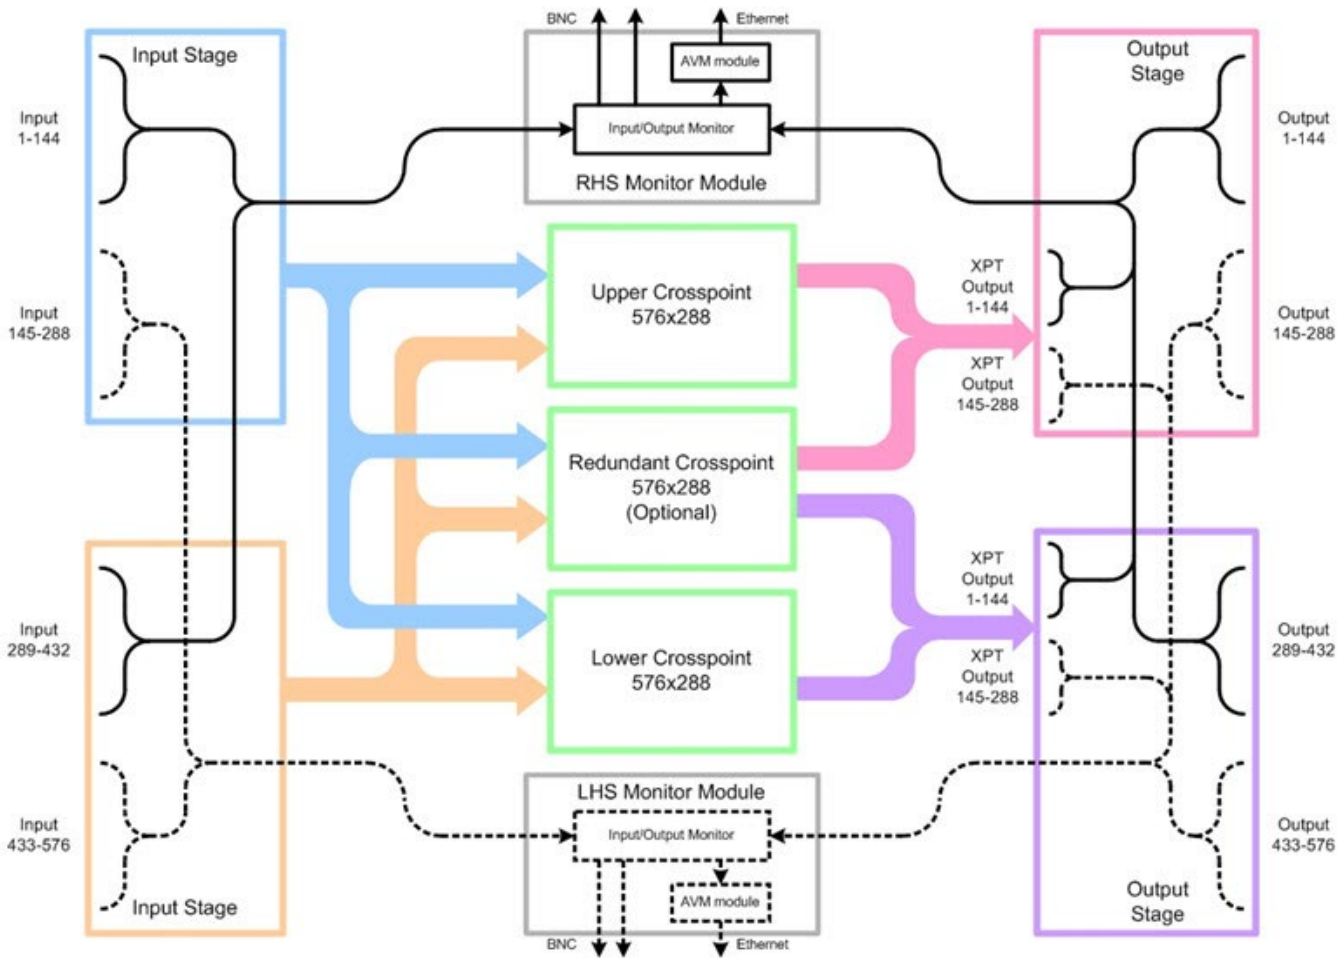 BNC
Ethernet
Input Stage
AVM module
Output
Stage
Input
1-144
Input/Output Monitor
Output
1-144
RHS Monitor Module
Input
145-288
Upper Crosspoint
576x288
XPT
Output
1-144
Output
145-288
XPT
Output
145-288
Redundant Crosspoint
576x288
(Optional)
XPT
Output
1-144
Input
289-432
Lower Crosspoint
576x288
XPT
Output
145-288
Output
289-432
LHS Monitor Module
Input
433-576
Input/Output Monitor
Output
433-576
Input Stage
AVM module
Output
Stage
BNC
Ethernet